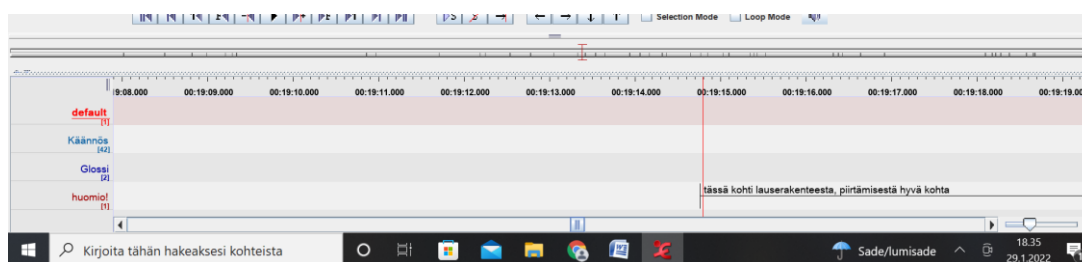 Selection Mode Loop Mode
19:08.000 00:19:09.000 00:19:10.000 00:19:11.000 00:19:12.000 00:19:13.000 00:19:14.000 00:19:15.000 00:19:16.000 00:19:17.000 00:19:18.000 00:19:19.00
default
[1]
Käännös
[42]
Glossi
[2]
huomio!
[1]
tässä kohti lauserakenteesta, piirtämisestä hyvä kohta
Kirjoita tähän hakeaksesi kohteista
Sade/lumisade
18.35
29.1.2022